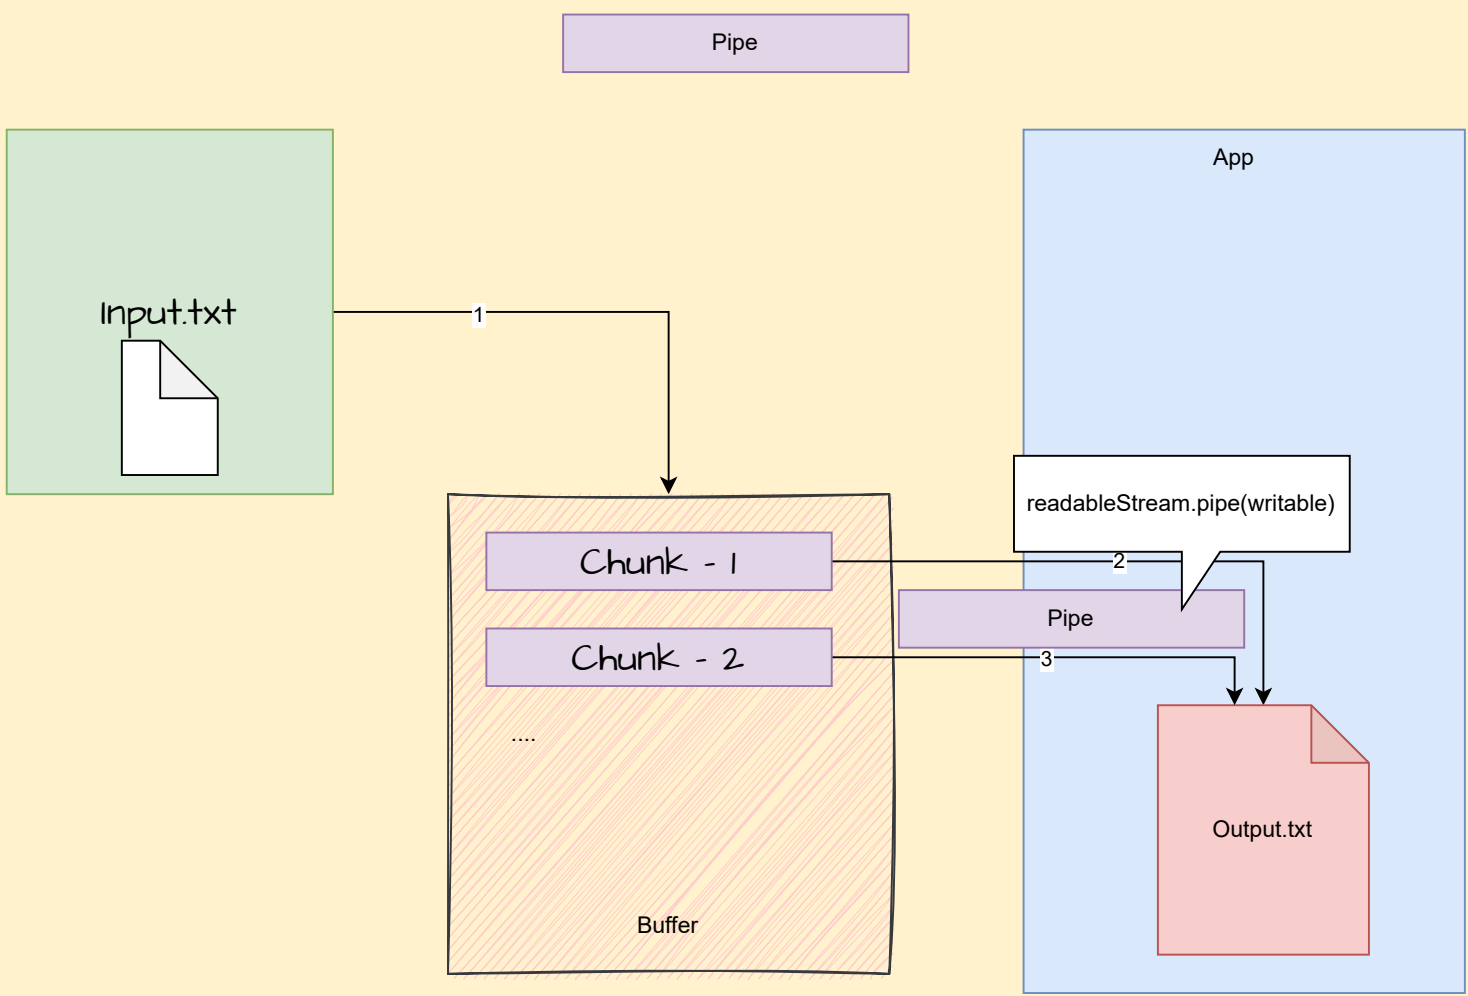 Pipe
App
Input.txt
1
readableStream.pipe(writable)
Chunk - 1
2
Pipe
Chunk - 2
3
....
Output.txt
Buffer